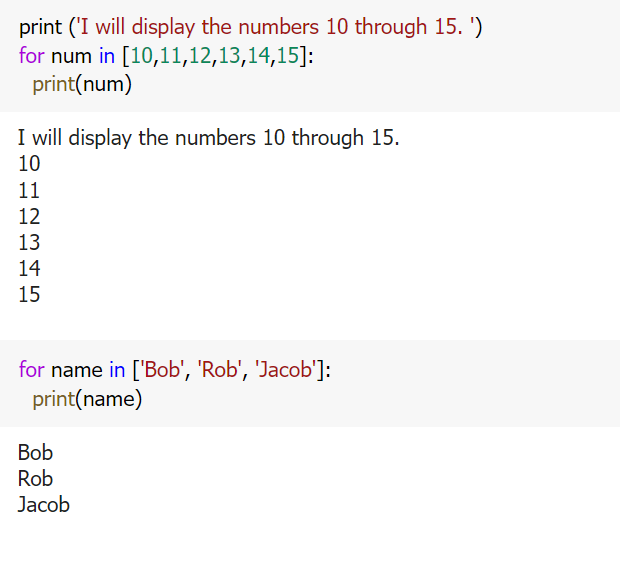 print ('I will display the numbers 10 through 15. ')
for num in [10,11,12,13,14,15]:
  print(num)
I will display the numbers 10 through 15.
10
11
12
13
14
15
for name in ['Bob', 'Rob', 'Jacob']:
  print(name)
Bob
Rob
Jacob